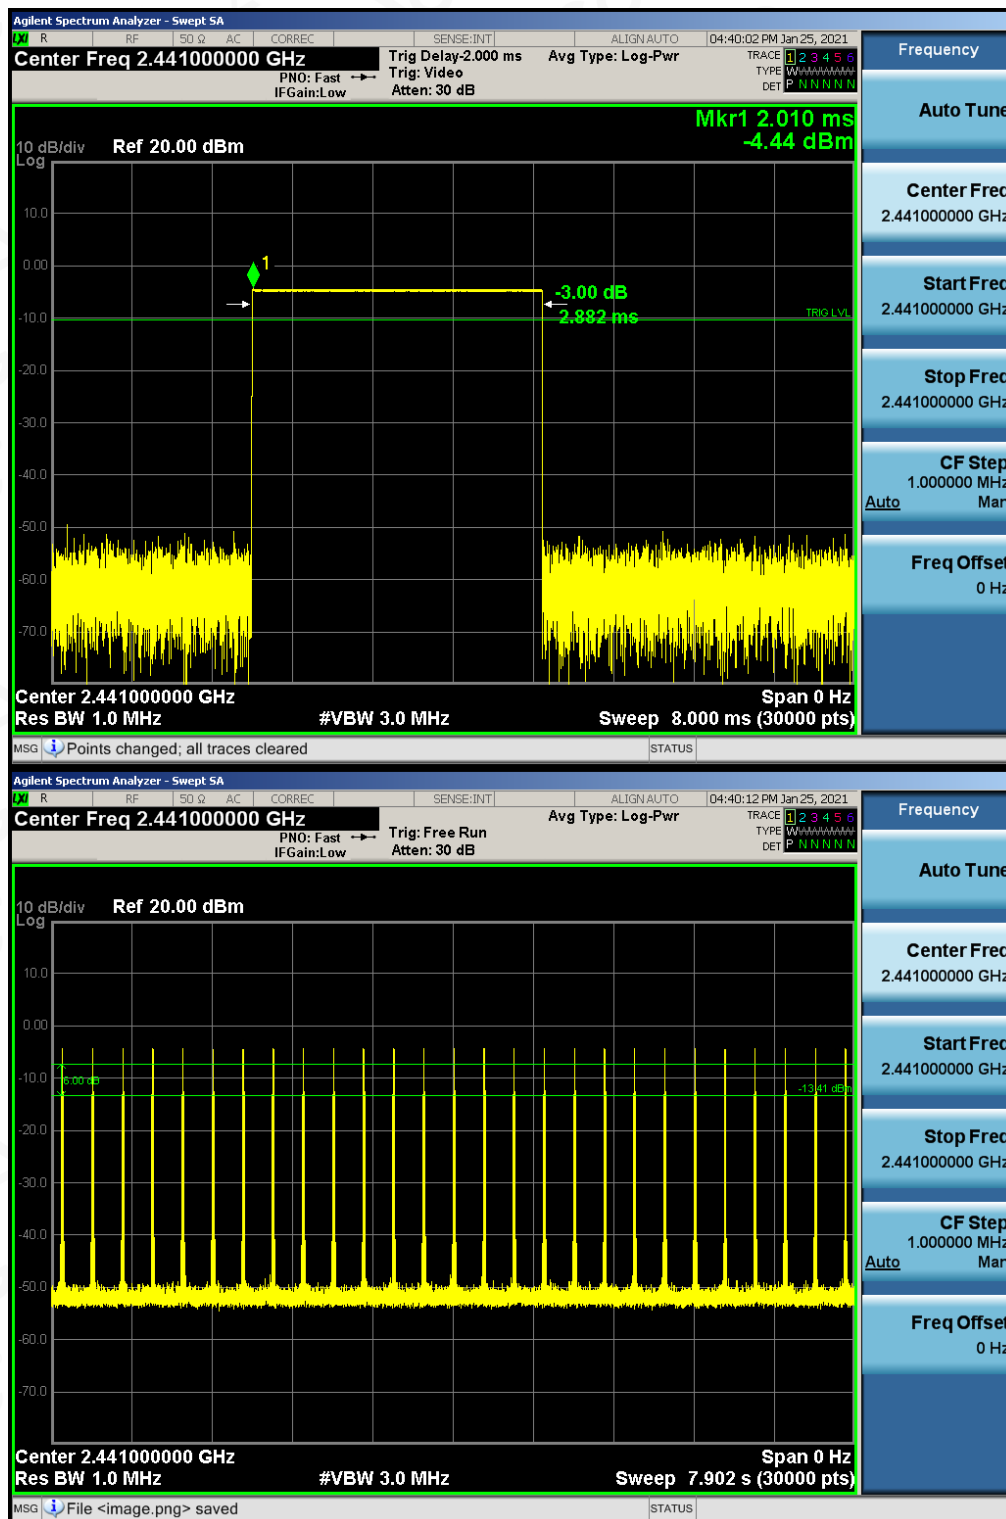 Agilent Spectrum Analyzer - Swept SA
LXI R RF 50 Ω AC CORREC SENSE:INT ALIGN AUTO 04:40:02 PM Jan 25, 2021
Center Freq 2.441000000 GHz
PNO: Fast
IFGain:Low
Trig Delay-2.000 ms
Trig: Video
Atten: 30 dB
Avg Type: Log-Pwr
TRACE 1 2 3 4 5 6
TYPE W
DET P N N N N N
Mkr1 2.010 ms
-4.44 dBm
10 dB/div Ref 20.00 dBm
Log
10.0
0.00
-10.0
-20.0
-30.0
-40.0
-50.0
-60.0
-70.0
1
-3.00 dB
2.882 ms
TRIG LVL
Center 2.441000000 GHz Span 0 Hz
Res BW 1.0 MHz #VBW 3.0 MHz Sweep 8.000 ms (30000 pts)
MSG Points changed; all traces cleared STATUS
Frequency
Auto Tune
Center Freq
2.441000000 GHz
Start Freq
2.441000000 GHz
Stop Freq
2.441000000 GHz
CF Step
1.000000 MHz
Auto Man
Freq Offset
0 Hz
Agilent Spectrum Analyzer - Swept SA
LXI R RF 50 Ω AC CORREC SENSE:INT ALIGN AUTO 04:40:12 PM Jan 25, 2021
Center Freq 2.441000000 GHz
PNO: Fast
IFGain:Low
Trig: Free Run
Atten: 30 dB
Avg Type: Log-Pwr
TRACE 1 2 3 4 5 6
TYPE W
DET P N N N N N
10 dB/div Ref 20.00 dBm
Log
10.0
0.00
-10.0
-20.0
-30.0
-40.0
-50.0
-60.0
-70.0
6.00 dB
-13.41 dBm
Center 2.441000000 GHz Span 0 Hz
Res BW 1.0 MHz #VBW 3.0 MHz Sweep 7.902 s (30000 pts)
MSG File <image.png> saved STATUS
Frequency
Auto Tune
Center Freq
2.441000000 GHz
Start Freq
2.441000000 GHz
Stop Freq
2.441000000 GHz
CF Step
1.000000 MHz
Auto Man
Freq Offset
0 Hz